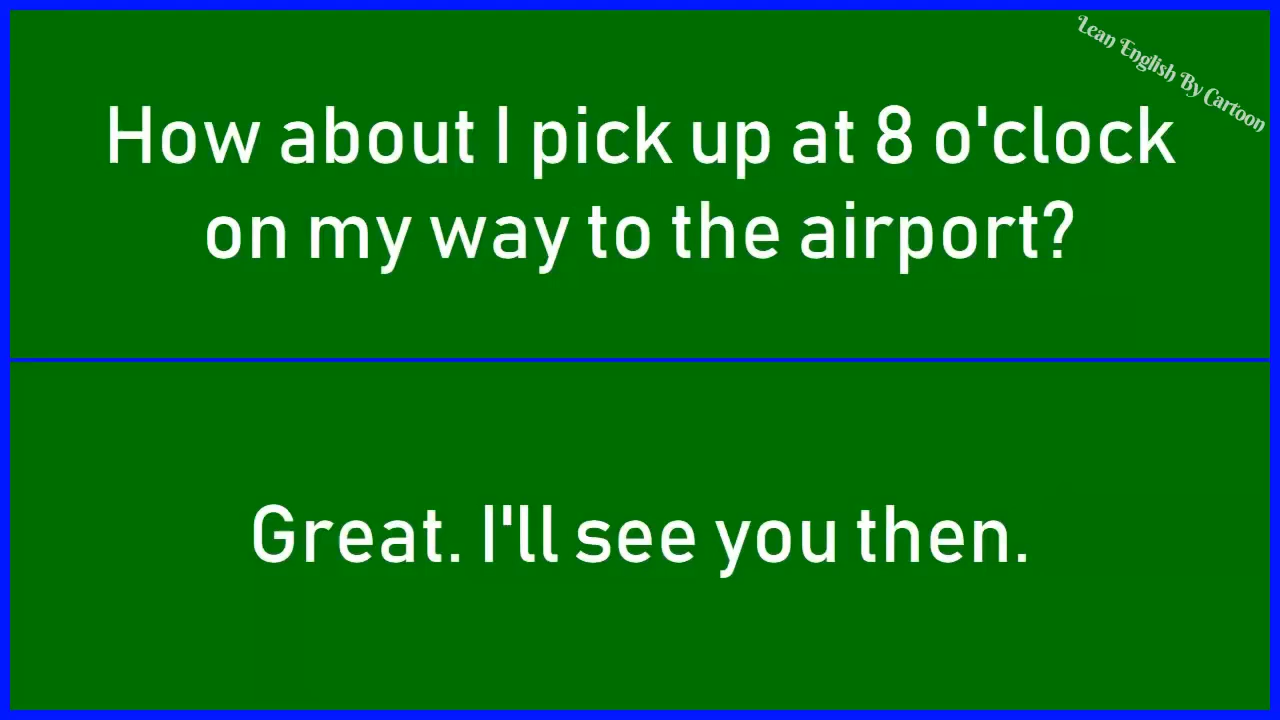 Lean English By Cartoon
How about I pick up at 8 o'clock
on my way to the airport?
Great. I'll see you then.